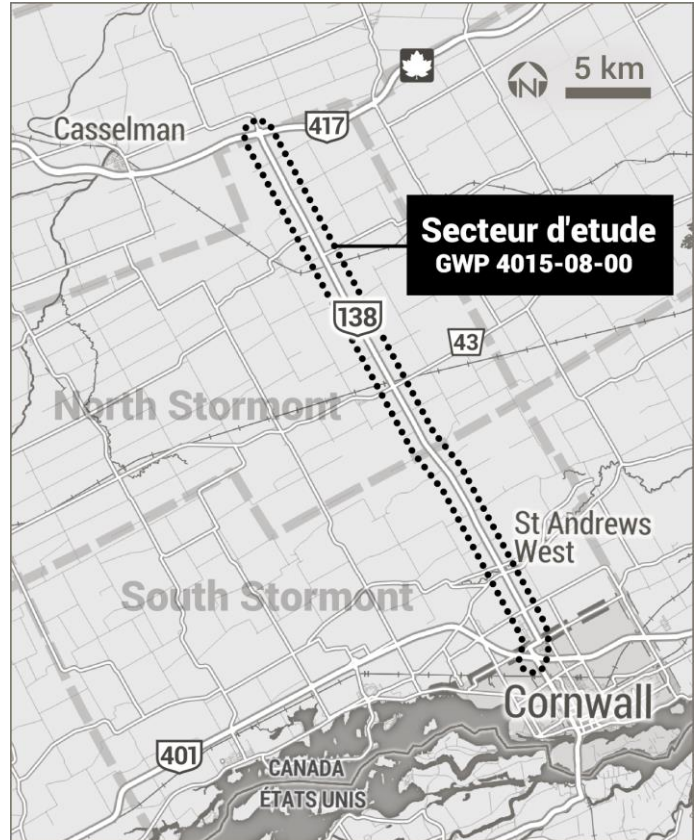 5 km
N
Casselman
417
Secteur d'etude
GWP 4015-08-00
138
43
North Stormont
St Andrews
West
South Stormont
Cornwall
401
CANADA
ÉTATS UNIS